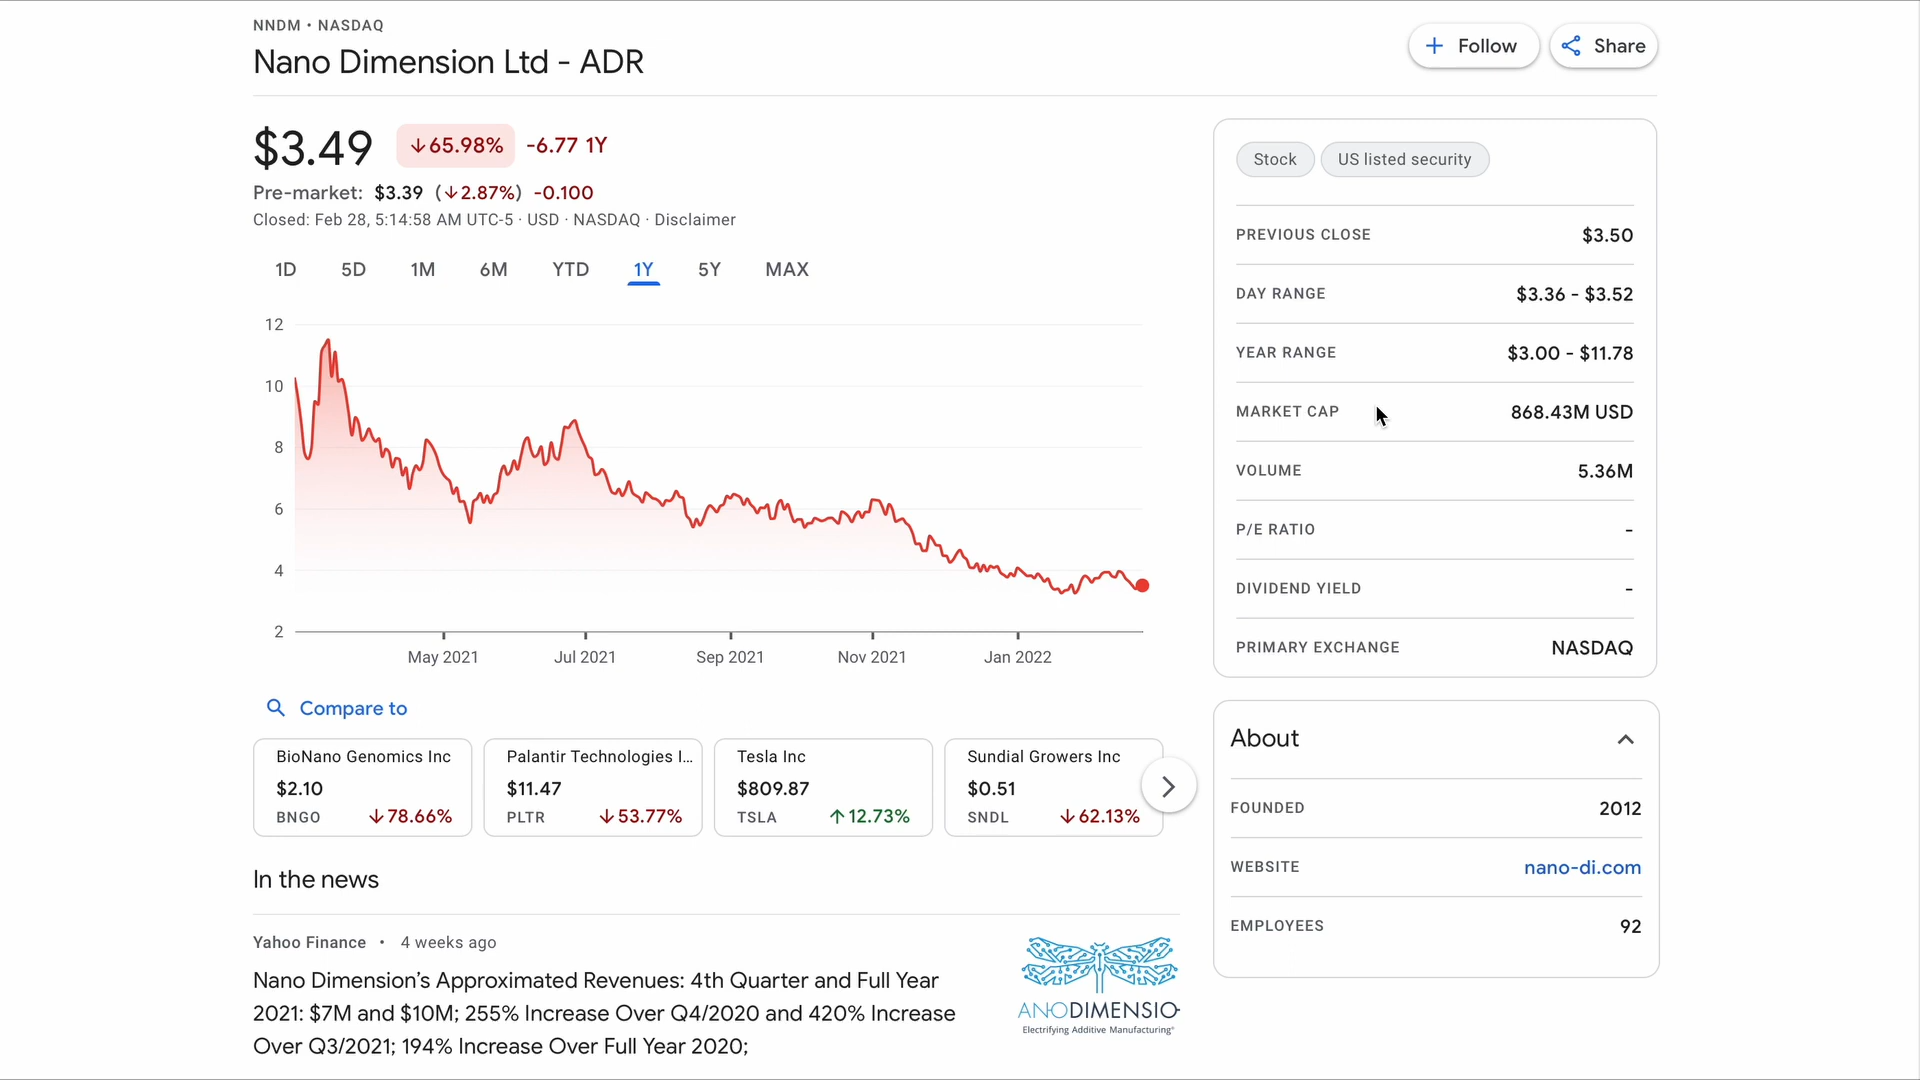 NNDM • NASDAQ
Nano Dimension Ltd - ADR
Follow
Share
$3.49 ↓65.98% -6.77 1Y
Pre-market: $3.39 (↓2.87%) -0.100
Closed: Feb 28, 5:14:58 AM UTC-5 · USD · NASDAQ · Disclaimer
1D 5D 1M 6M YTD 1Y 5Y MAX
12
10
8
6
4
2
May 2021 Jul 2021 Sep 2021 Nov 2021 Jan 2022
Stock
US listed security
PREVIOUS CLOSE $3.50
DAY RANGE $3.36 - $3.52
YEAR RANGE $3.00 - $11.78
MARKET CAP 868.43M USD
VOLUME 5.36M
P/E RATIO -
DIVIDEND YIELD -
PRIMARY EXCHANGE NASDAQ
Compare to
BioNano Genomics Inc
$2.10
BNGO ↓78.66%
Palantir Technologies I...
$11.47
PLTR ↓53.77%
Tesla Inc
$809.87
TSLA ↑12.73%
Sundial Growers Inc
$0.51
SNDL ↓62.13%
About
FOUNDED 2012
WEBSITE nano-di.com
EMPLOYEES 92
In the news
Yahoo Finance • 4 weeks ago
Nano Dimension's Approximated Revenues: 4th Quarter and Full Year
2021: $7M and $10M; 255% Increase Over Q4/2020 and 420% Increase
Over Q3/2021; 194% Increase Over Full Year 2020;
ANODIMENSIO
Electrifying Additive Manufacturing®